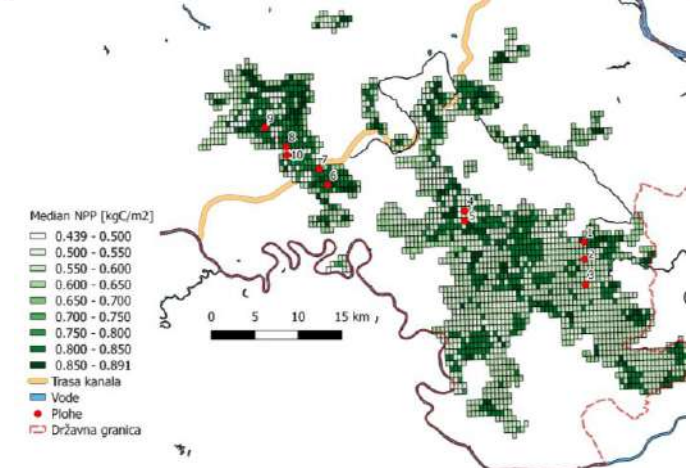 9
8
10
7
6
4
5
1
2
3
Median NPP [kgC/m2]
0.439 - 0.500
0.500 - 0.550
0.550 - 0.600
0.600 - 0.650
0.650 - 0.700
0.700 - 0.750
0.750 - 0.800
0.800 - 0.850
0.850 - 0.891
Trasa kanala
Vode
Plohe
Državna granica
0 5 10 15 km